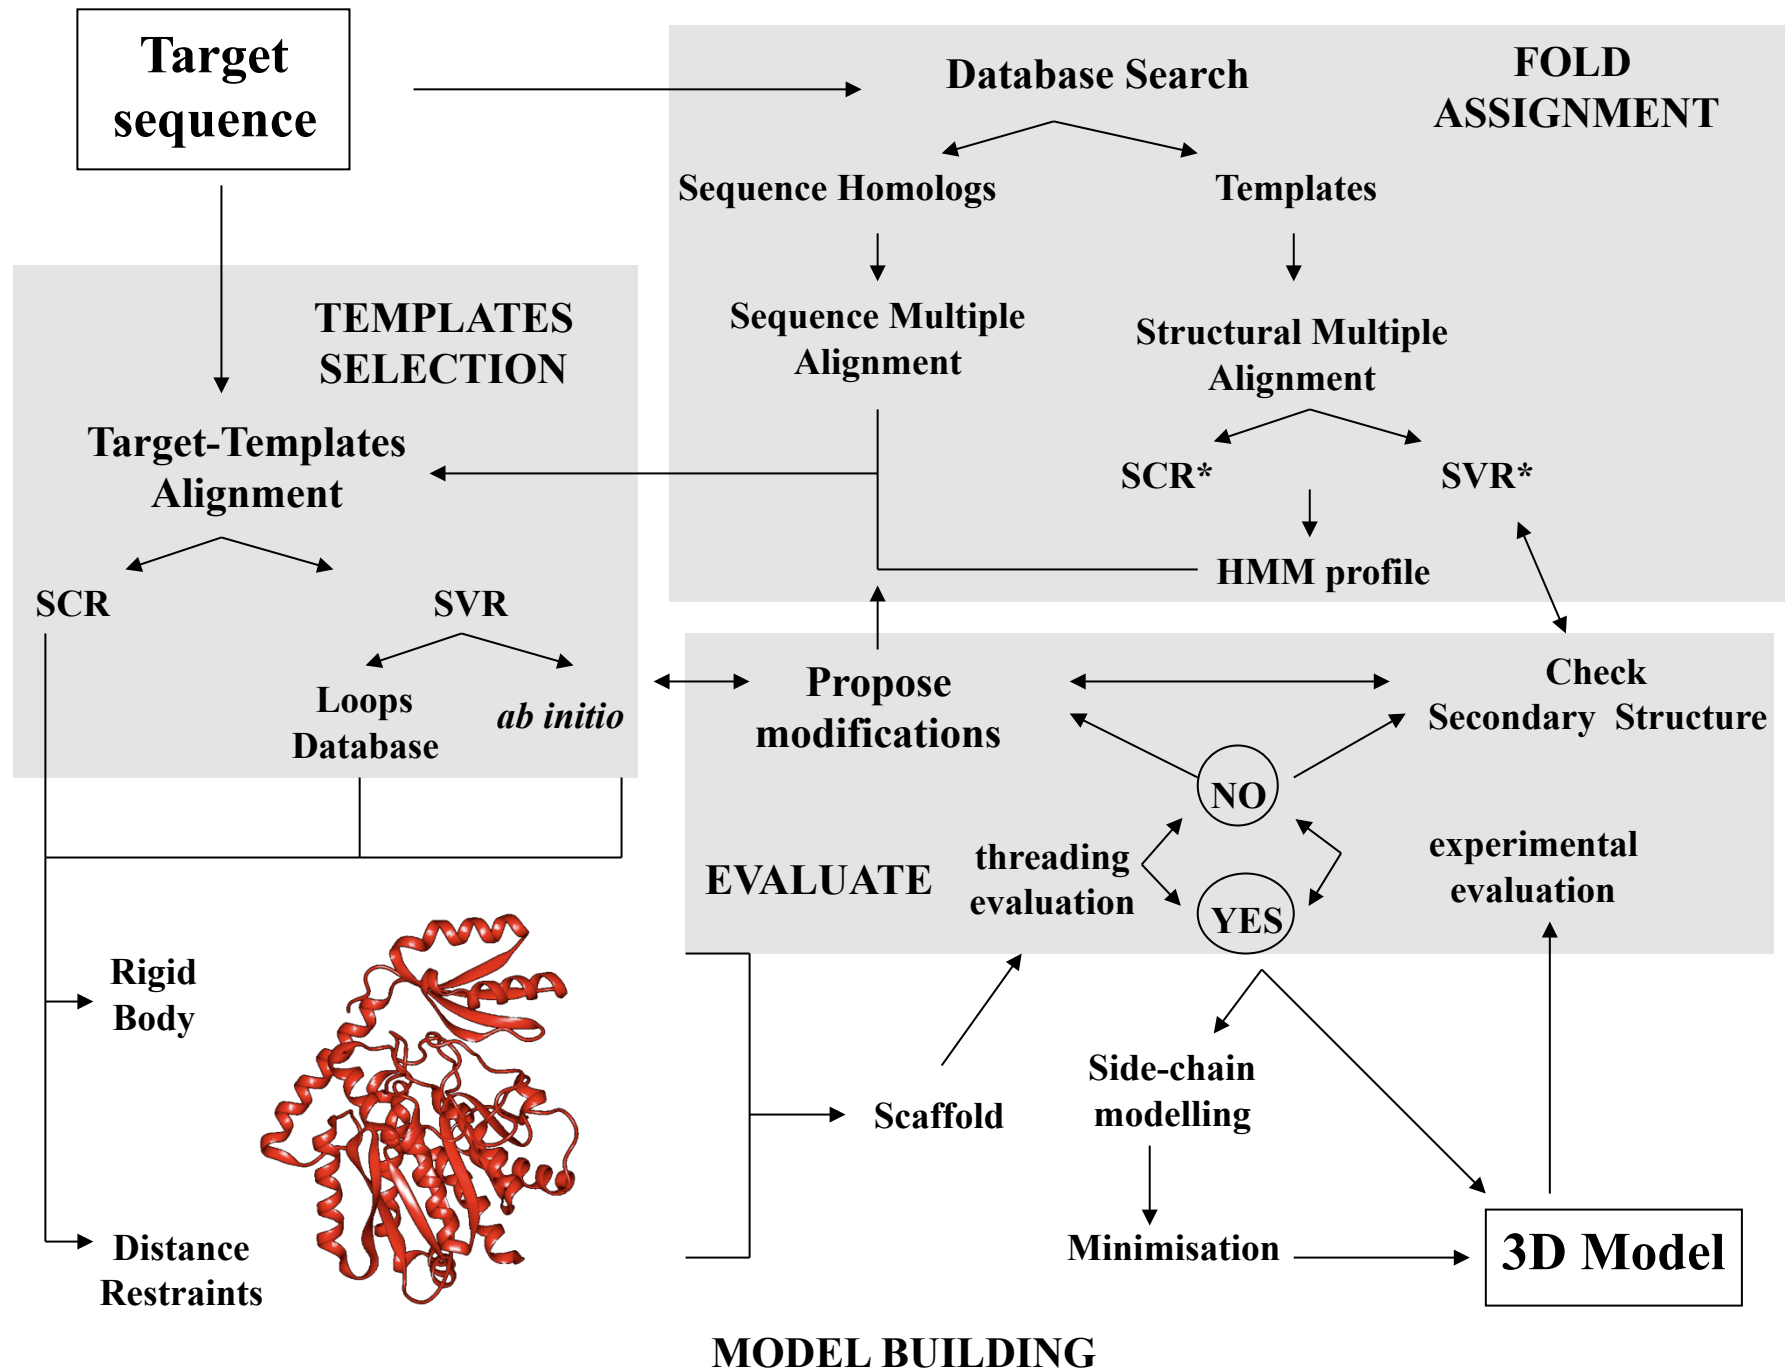 Target
sequence
Database Search
FOLD
ASSIGNMENT
Sequence Homologs
Templates
Sequence Multiple
Alignment
Structural Multiple
Alignment
SCR*
SVR*
HMM profile
TEMPLATES
SELECTION
Target-Templates
Alignment
SCR
SVR
Loops
Database
ab initio
Propose
modifications
Check
Secondary Structure
NO
threading
evaluation
EVALUATE
YES
experimental
evaluation
Rigid
Body
Distance
Restraints
Scaffold
Side-chain
modelling
Minimisation
3D Model
MODEL BUILDING